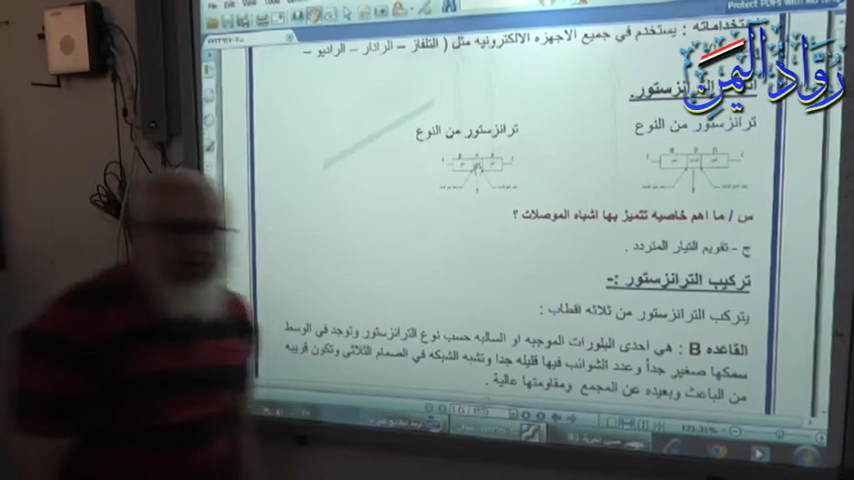 Protect PDFs with
رواد اليمن
استخداماته : يستخدم في جميع الاجهزه الالكترونيه مثل ( التلفاز – الرادار – الراديو –
الترانزستور.
ترانزستور من النوع
ترانزستور من النوع
س / ما اهم خاصيه تتميز بها اشباه الموصلات ؟
ج - تقويم التيار المتردد .
تركيب الترانزستور :-
يتركب الترانزستور من ثلاثه اقطاب :
القاعده B : هي احدى البلورات الموجبه او السالبه حسب نوع الترانزستور وتوجد في الوسط
سمكها صغير جداً وعدد الشوائب فيها قليله جدا وتشبه الشبكه في الصمام الثلاثي وتكون قريبه
من الباعث وبعيده عن المجمع ومقاومتها عالية .